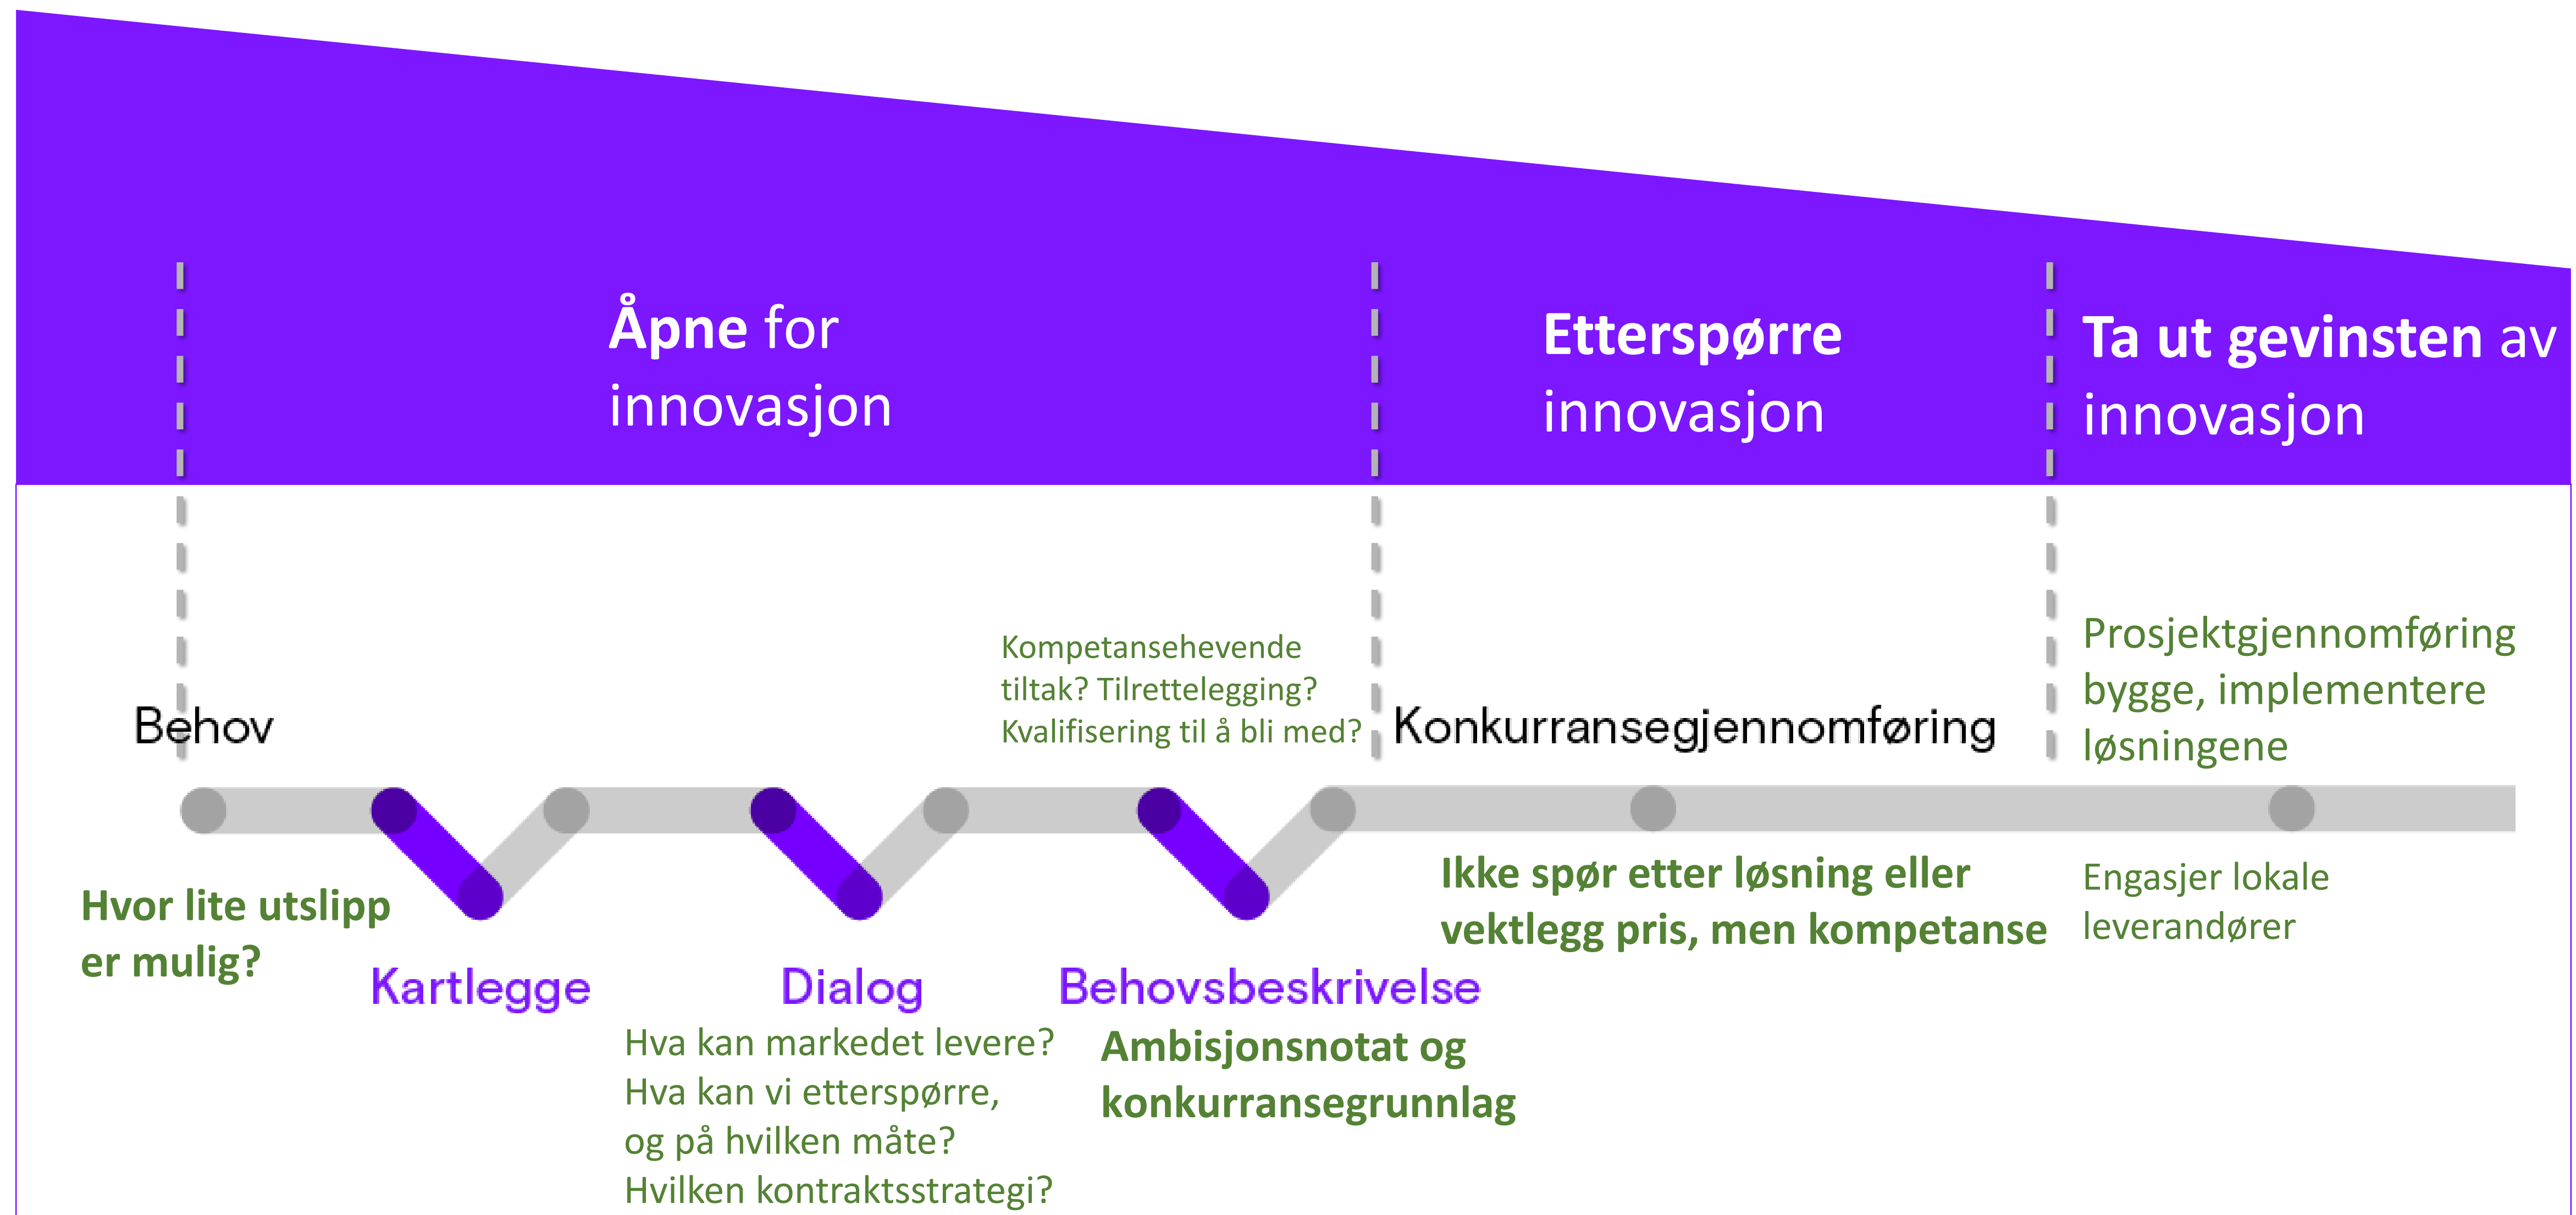 Åpne for
innovasjon
Etterspørre
innovasjon
Ta ut gevinsten av
innovasjon
Behov
Hvor lite utslipp
er mulig?
Kartlegge
Dialog
Hva kan markedet levere?
Hva kan vi etterspørre,
og på hvilken måte?
Hvilken kontraktsstrategi?
Kompetansehevende
tiltak? Tilrettelegging?
Kvalifisering til å bli med?
Behovsbeskrivelse
Ambisjonsnotat og
konkurransegrunnlag
Konkurransegjennomføring
Ikke spør etter løsning eller
vektlegg pris, men kompetanse
Prosjektgjennomføring
bygge, implementere
løsningene
Engasjer lokale
leverandører